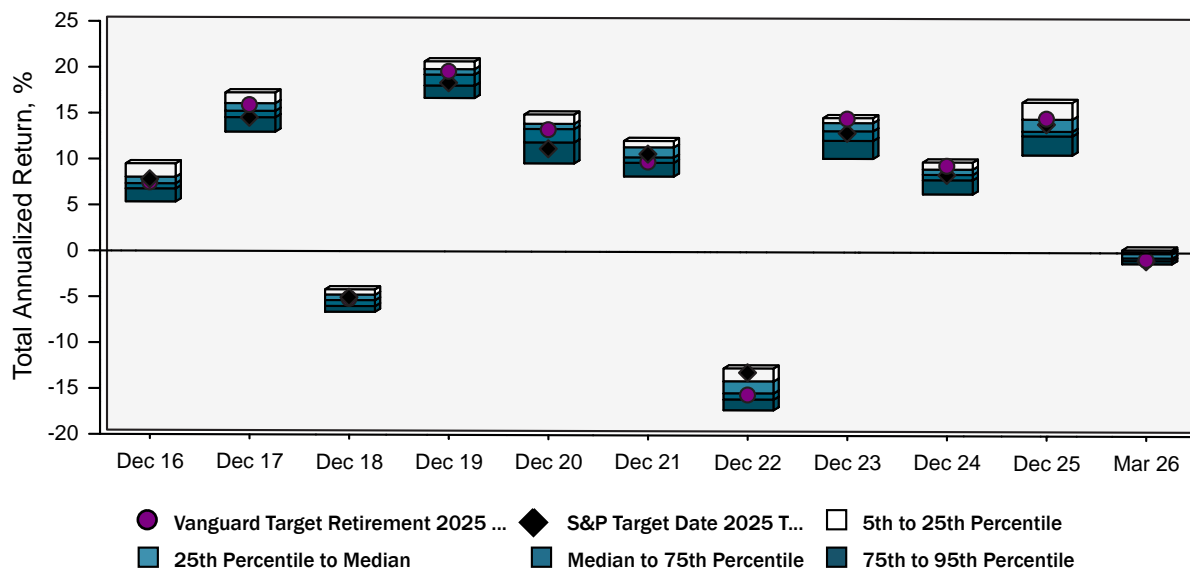 Total Annualized Return, %
25
20
15
10
5
0
-5
-10
-15
-20
Dec 16 Dec 17 Dec 18 Dec 19 Dec 20 Dec 21 Dec 22 Dec 23 Dec 24 Dec 25 Mar 26
Vanguard Target Retirement 2025 ... S&P Target Date 2025 T... 5th to 25th Percentile
25th Percentile to Median Median to 75th Percentile 75th to 95th Percentile